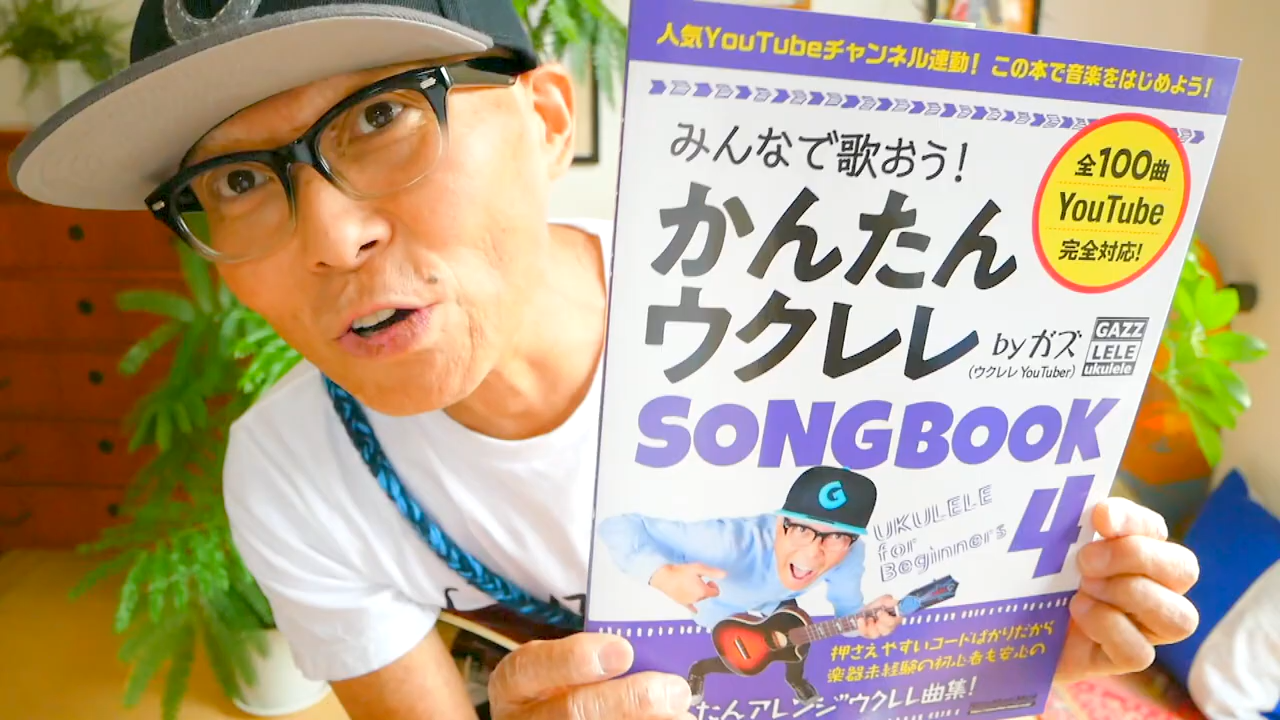 人気YouTubeチャンネル連動! この本で音楽をはじめよう!
全100曲
YouTube
完全対応!
みんなで歌おう!
かんたん
ウクレレ
by ガズ
(ウクレレ YouTuber)
GAZZ
LELE
ukulele
SONGBOOK
4
G
UKULELE
for
Beginners
押さえやすいコードばかりだから
楽器未経験の初心者も安心の
たんアレンジウクレレ曲集!